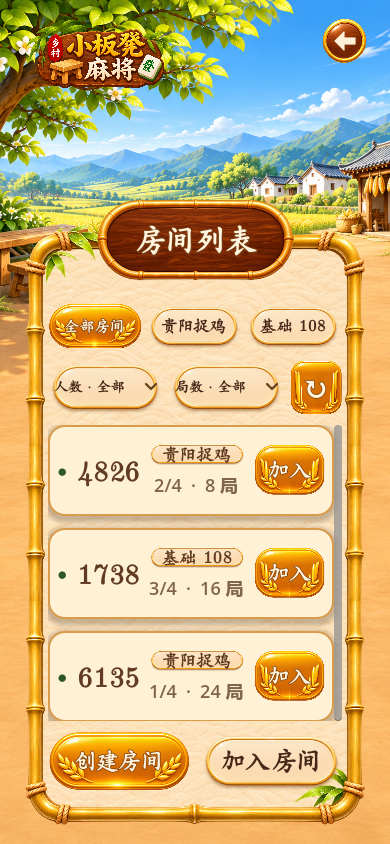 乡村
小板凳
麻将
發
房间列表
全部房间
贵阳捉鸡
基础 108
人数 · 全部
局数 · 全部
4826
贵阳捉鸡
2/4 · 8 局
加入
1738
基础 108
3/4 · 16 局
加入
6135
贵阳捉鸡
1/4 · 24 局
加入
创建房间
加入房间